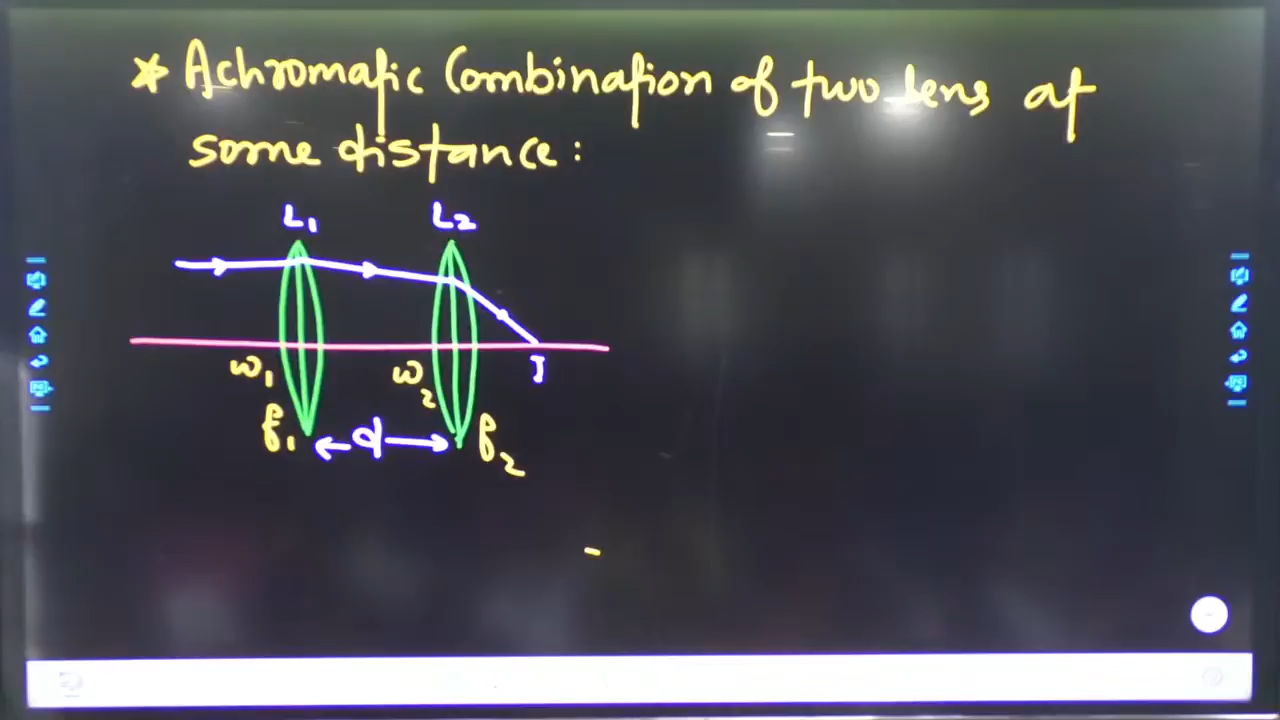 * Achromatic Combination of two lens at
some distance :
L1 L2
ω1 ω2 I
f1 d f2